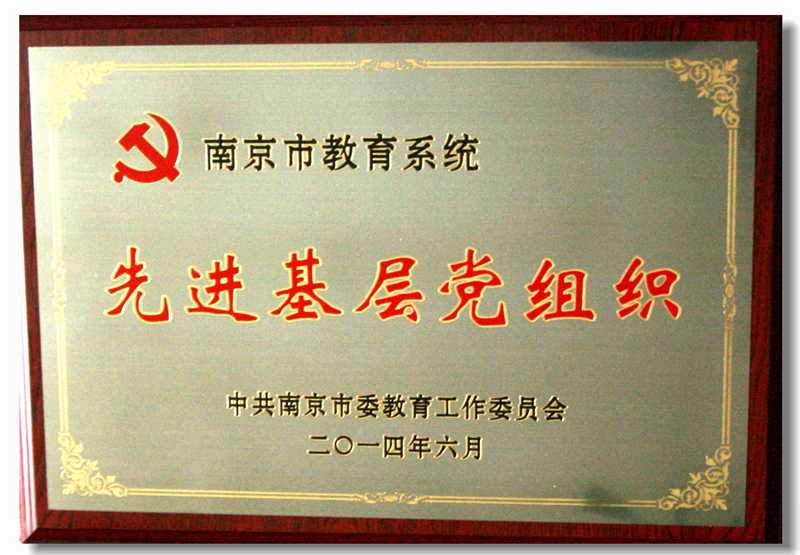 南京市教育系统
先进基层党组织
中共南京市委教育工作委员会
二〇一四年六月